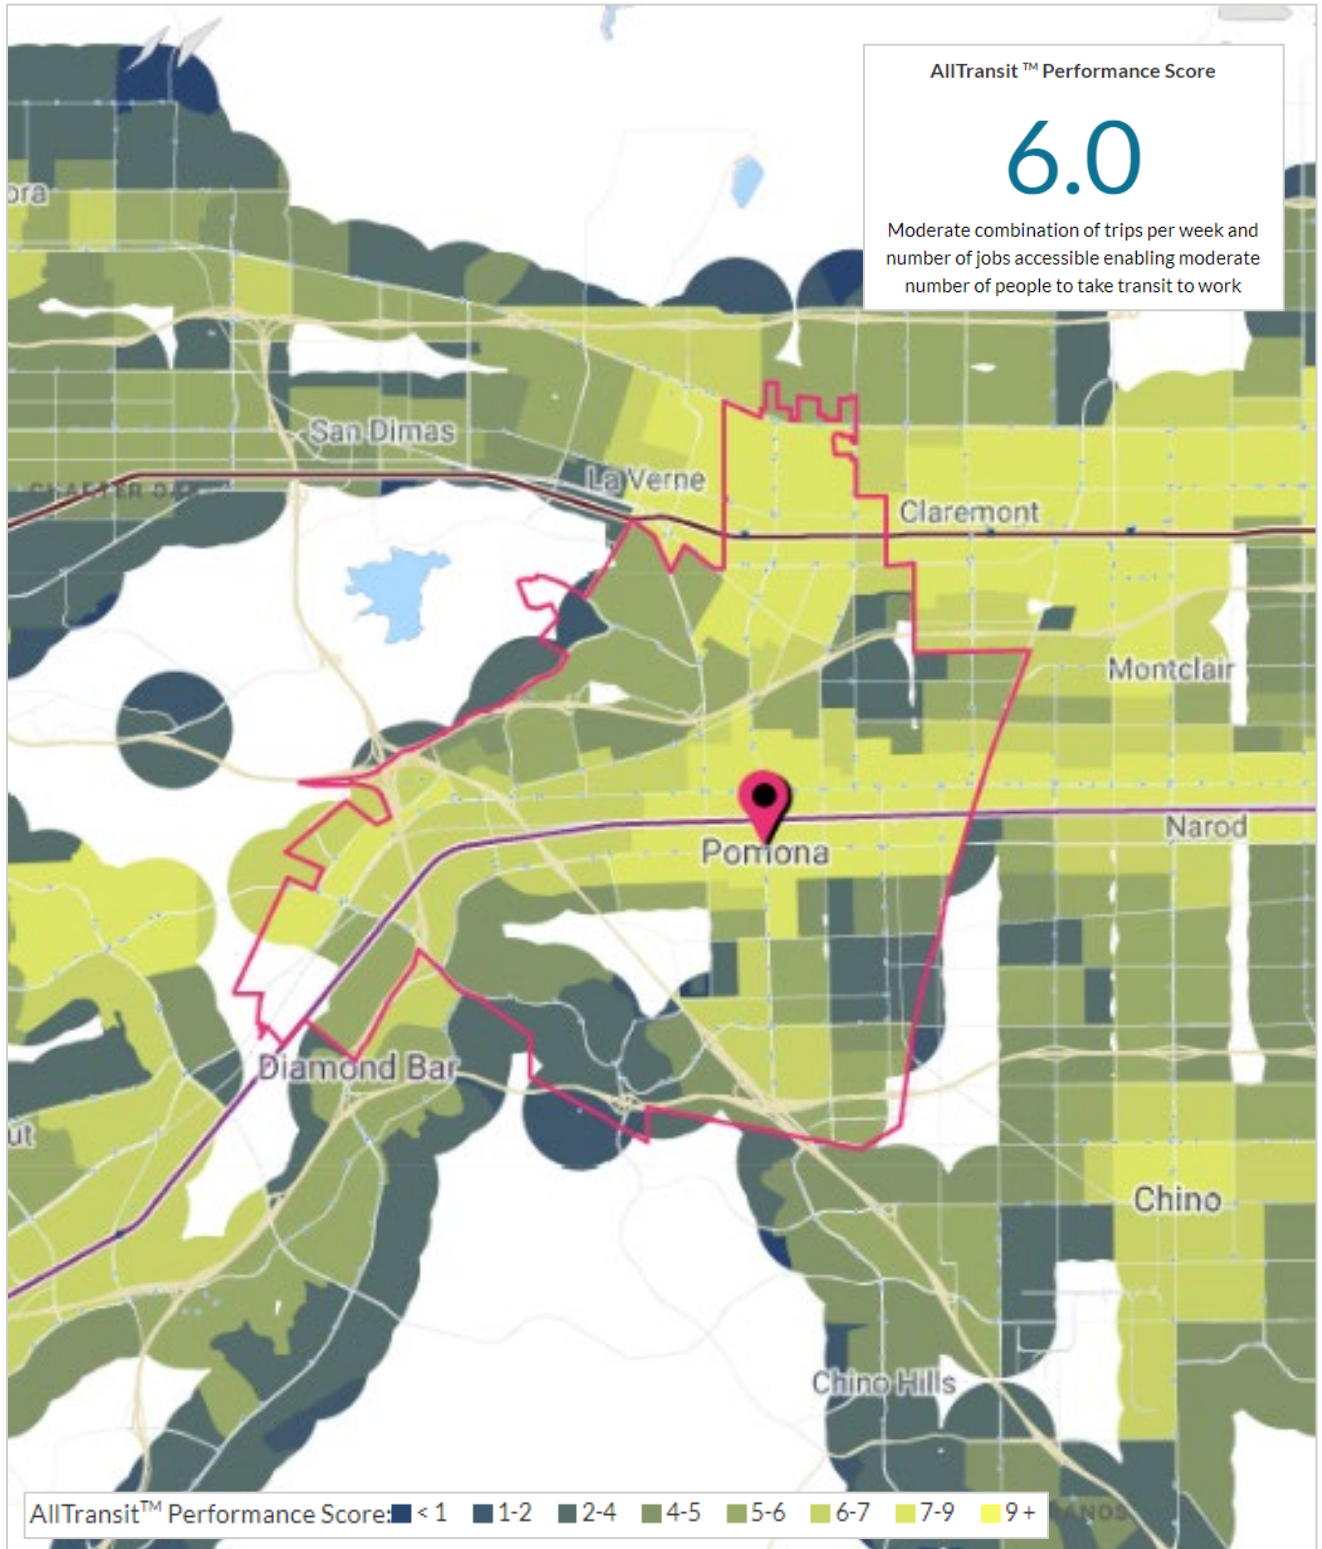 AllTransit ™ Performance Score
6.0
Moderate combination of trips per week and
number of jobs accessible enabling moderate
number of people to take transit to work
ora
San Dimas
La Verne
Claremont
Montclair
Narod
Pomona
Diamond Bar
ut
Chino
Chino Hills
AllTransit™ Performance Score: < 1 1-2 2-4 4-5 5-6 6-7 7-9 9 +